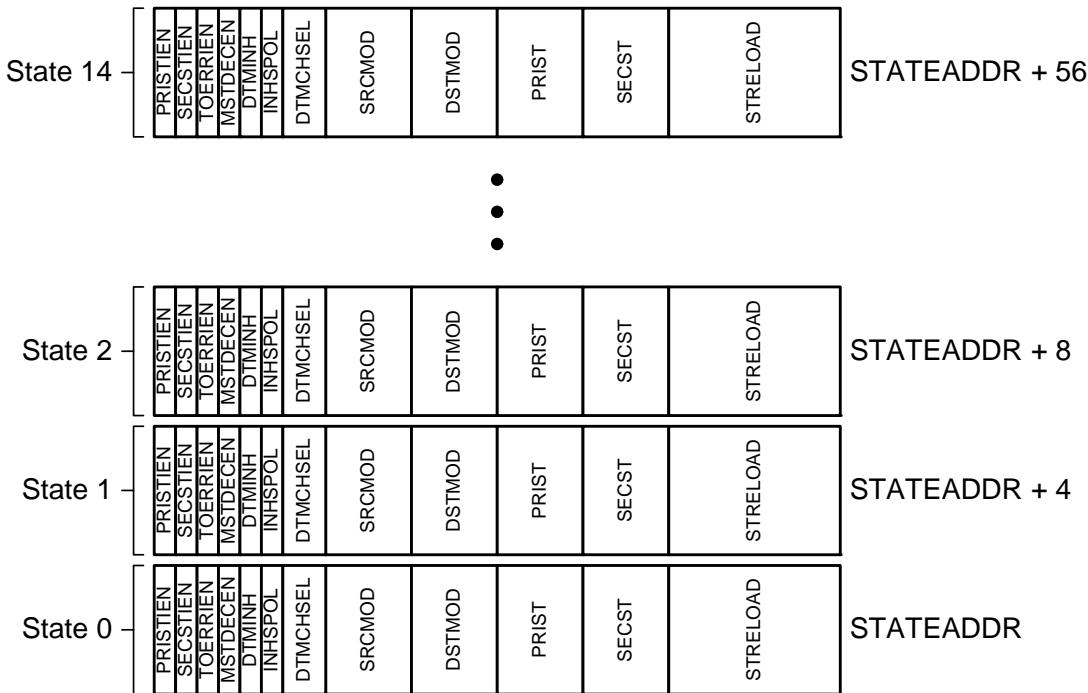 State 14 PRISTIEN SECSTIEN TOERRIEN MSTDECEN DTMINH INHSPOL DTMCHSEL SRCMOD DSTMOD PRIST SECST STRELOAD STATEADDR + 56
State 2 PRISTIEN SECSTIEN TOERRIEN MSTDECEN DTMINH INHSPOL DTMCHSEL SRCMOD DSTMOD PRIST SECST STRELOAD STATEADDR + 8
State 1 PRISTIEN SECSTIEN TOERRIEN MSTDECEN DTMINH INHSPOL DTMCHSEL SRCMOD DSTMOD PRIST SECST STRELOAD STATEADDR + 4
State 0 PRISTIEN SECSTIEN TOERRIEN MSTDECEN DTMINH INHSPOL DTMCHSEL SRCMOD DSTMOD PRIST SECST STRELOAD STATEADDR